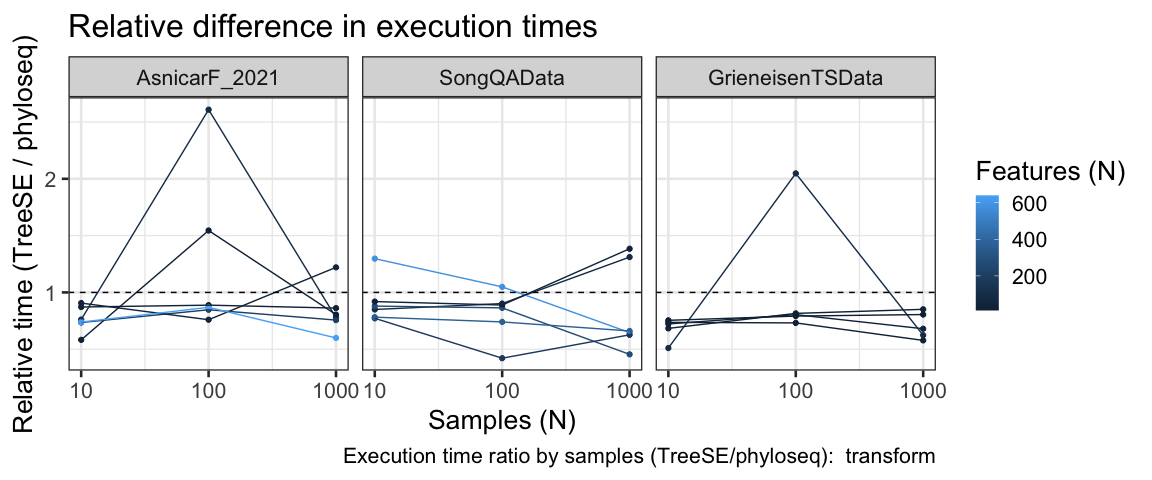 Relative difference in execution times
AsnicarF_2021
SongQAData
GrieneisenTSData
Relative time (TreeSE / phyloseq)
2
1
10
100
1000
10
100
1000
10
100
1000
Samples (N)
Execution time ratio by samples (TreeSE/phyloseq):  transform
Features (N)
600
400
200